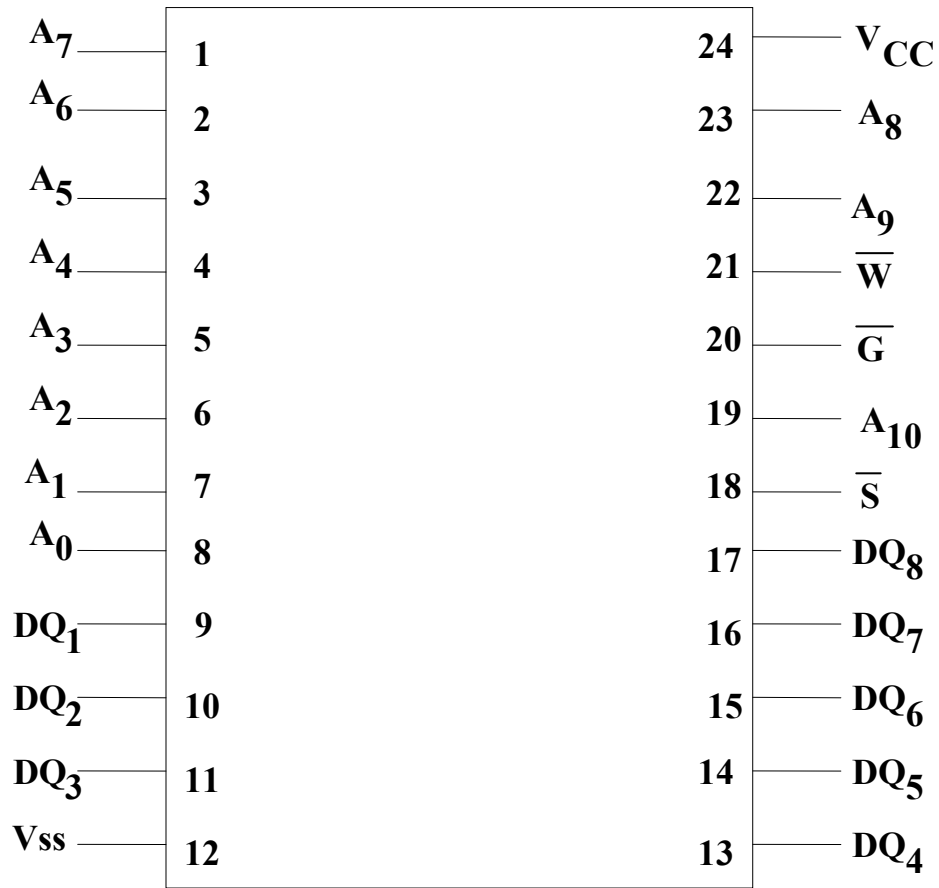 A₇ 1 24 V_CC
A₆ 2 23 A₈
A₅ 3 22 A₉
A₄ 4 21 W̅
A₃ 5 20 G̅
A₂ 6 19 A₁₀
A₁ 7 18 S̅
A₀ 8 17 DQ₈
DQ₁ 9 16 DQ₇
DQ₂ 10 15 DQ₆
DQ₃ 11 14 DQ₅
Vss 12 13 DQ₄